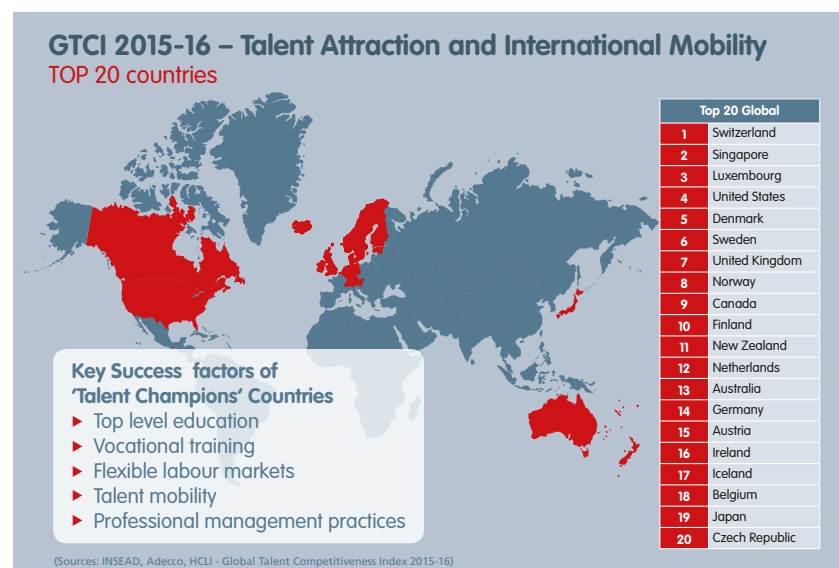 GTCI 2015-16 – Talent Attraction and International Mobility
TOP 20 countries
Top 20 Global
1 Switzerland
2 Singapore
3 Luxembourg
4 United States
5 Denmark
6 Sweden
7 United Kingdom
8 Norway
9 Canada
10 Finland
11 New Zealand
12 Netherlands
13 Australia
14 Germany
15 Austria
16 Ireland
17 Iceland
18 Belgium
19 Japan
20 Czech Republic
Key Success factors of
‘Talent Champions’ Countries
Top level education
Vocational training
Flexible labour markets
Talent mobility
Professional management practices
(Sources: INSEAD, Adecco, HCLI - Global Talent Competitiveness Index 2015-16)